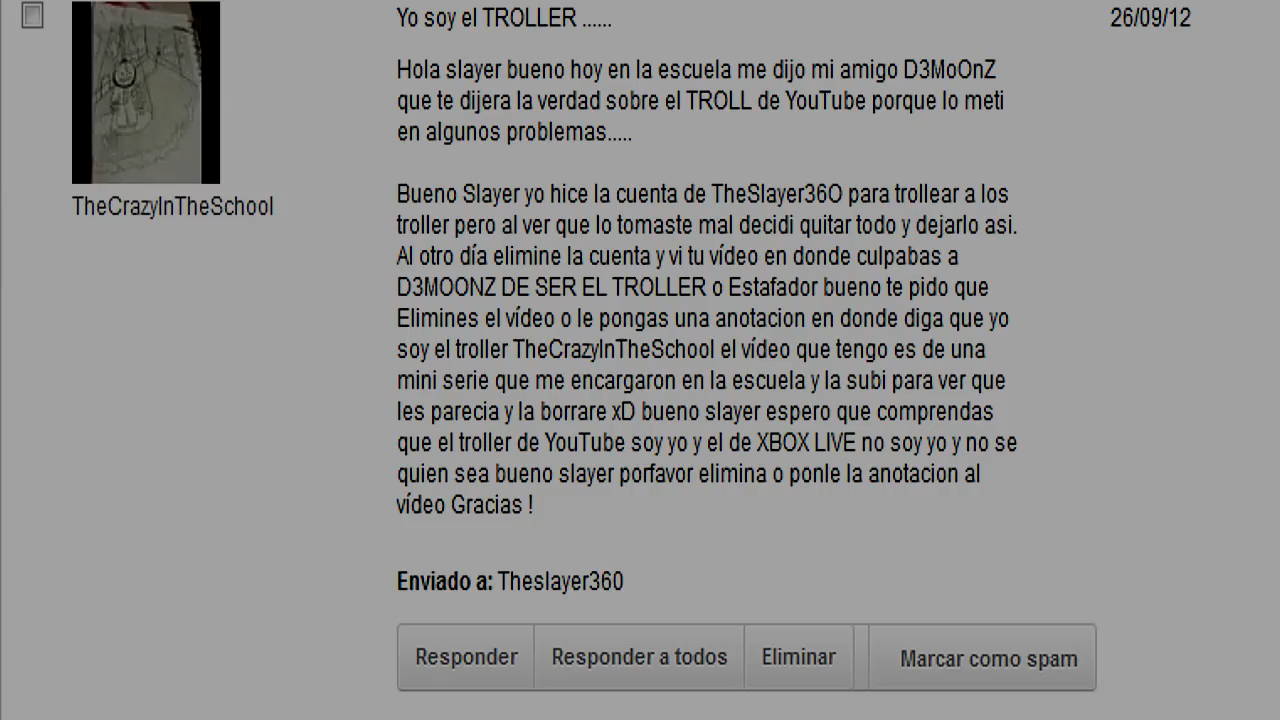 Yo soy el TROLLER ......
26/09/12
Hola slayer bueno hoy en la escuela me dijo mi amigo D3MoOnZ
que te dijera la verdad sobre el TROLL de YouTube porque lo meti
en algunos problemas.....
TheCrazyInTheSchool
Bueno Slayer yo hice la cuenta de TheSlayer36O para trollear a los
troller pero al ver que lo tomaste mal decidi quitar todo y dejarlo asi.
Al otro día elimine la cuenta y vi tu vídeo en donde culpabas a
D3MOONZ DE SER EL TROLLER o Estafador bueno te pido que
Elimines el vídeo o le pongas una anotacion en donde diga que yo
soy el troller TheCrazyInTheSchool el vídeo que tengo es de una
mini serie que me encargaron en la escuela y la subi para ver que
les parecia y la borrare xD bueno slayer espero que comprendas
que el troller de YouTube soy yo y el de XBOX LIVE no soy yo y no se
quien sea bueno slayer porfavor elimina o ponle la anotacion al
vídeo Gracias !
Enviado a: Theslayer360
Responder
Responder a todos
Eliminar
Marcar como spam